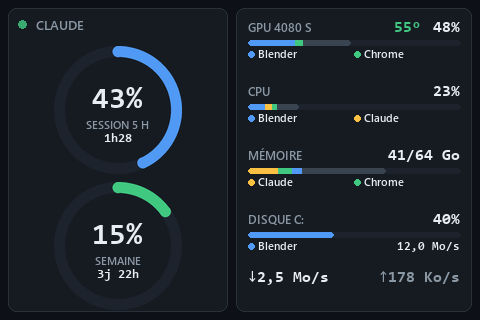 CLAUDE
43%
SESSION 5 H
1h28
15%
SEMAINE
3j 22h
GPU 4080 S 55° 48%
Blender Chrome
CPU 23%
Blender Claude
MÉMOIRE 41/64 Go
Claude Chrome
DISQUE C: 40%
Blender 12,0 Mo/s
↓2,5 Mo/s ↑178 Ko/s